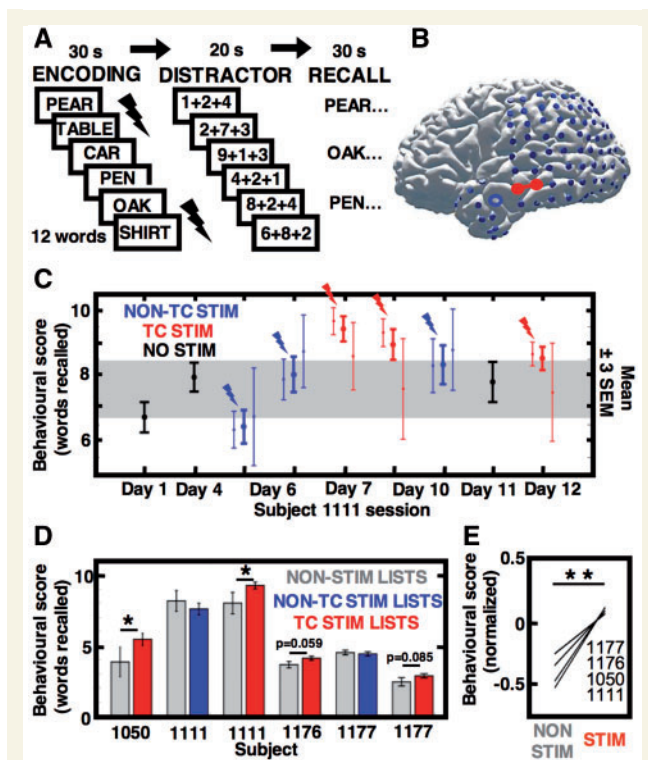 A
30 s
20 s
30 s
ENCODING
DISTRACTOR
RECALL
PEAR
TABLE
CAR
PEN
OAK
SHIRT
12 words
1+2+4
2+7+3
9+1+3
4+2+1
8+2+4
6+8+2
PEAR...
OAK...
PEN...
B
C
Behavioural score
(words recalled)
10
8
6
NON-TC STIM
TC STIM
NO STIM
Mean
± 3 SEM
Day 1
Day 4
Day 6
Day 7
Day 10
Day 11
Day 12
Subject 1111 session
D
Behavioural score
(words recalled)
10
5
0
NON-STIM LISTS
NON-TC STIM LISTS
TC STIM LISTS
*
*
p=0.059
p=0.085
1050
1111
1111
1176
1177
1177
Subject
E
Behavioural score
(normalized)
0.5
0
-0.5
* *
1177
1176
1050
1111
NON
STIM
STIM